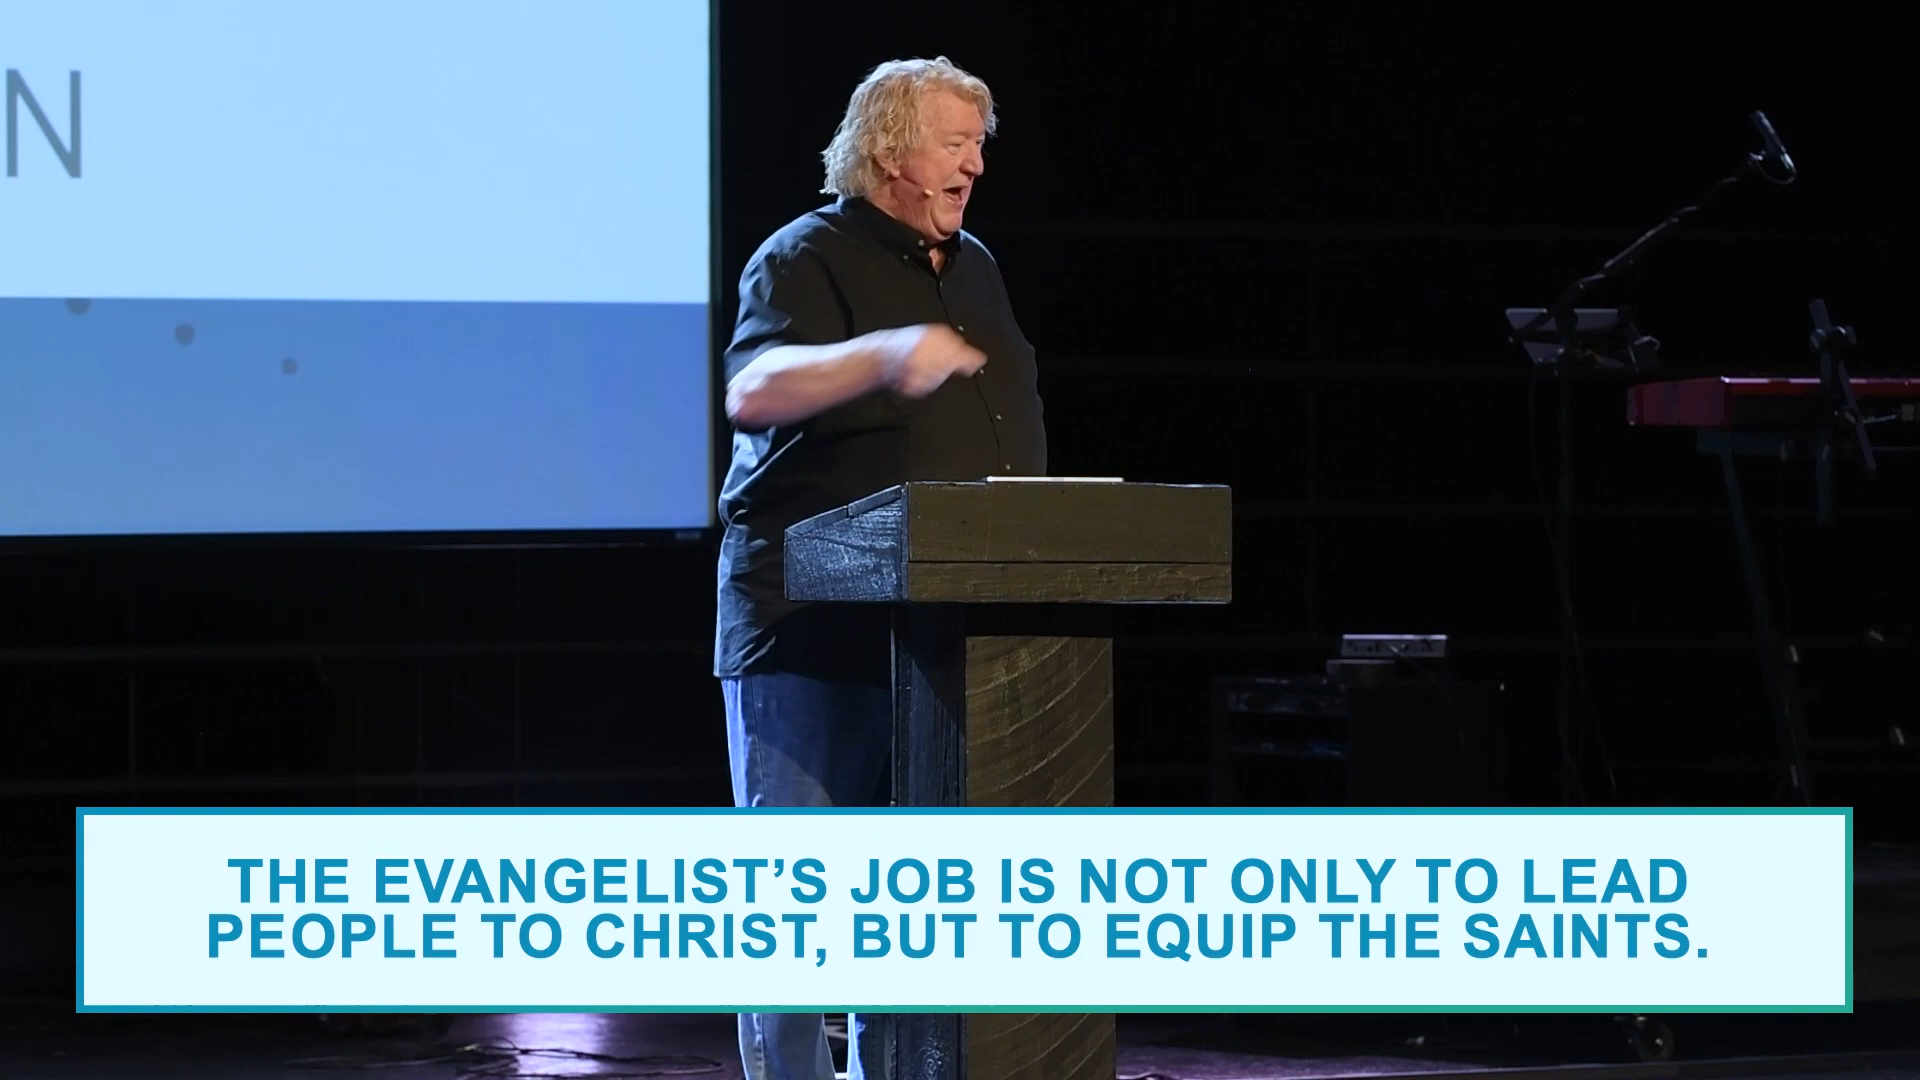 N
THE EVANGELIST’S JOB IS NOT ONLY TO LEAD
PEOPLE TO CHRIST, BUT TO EQUIP THE SAINTS.